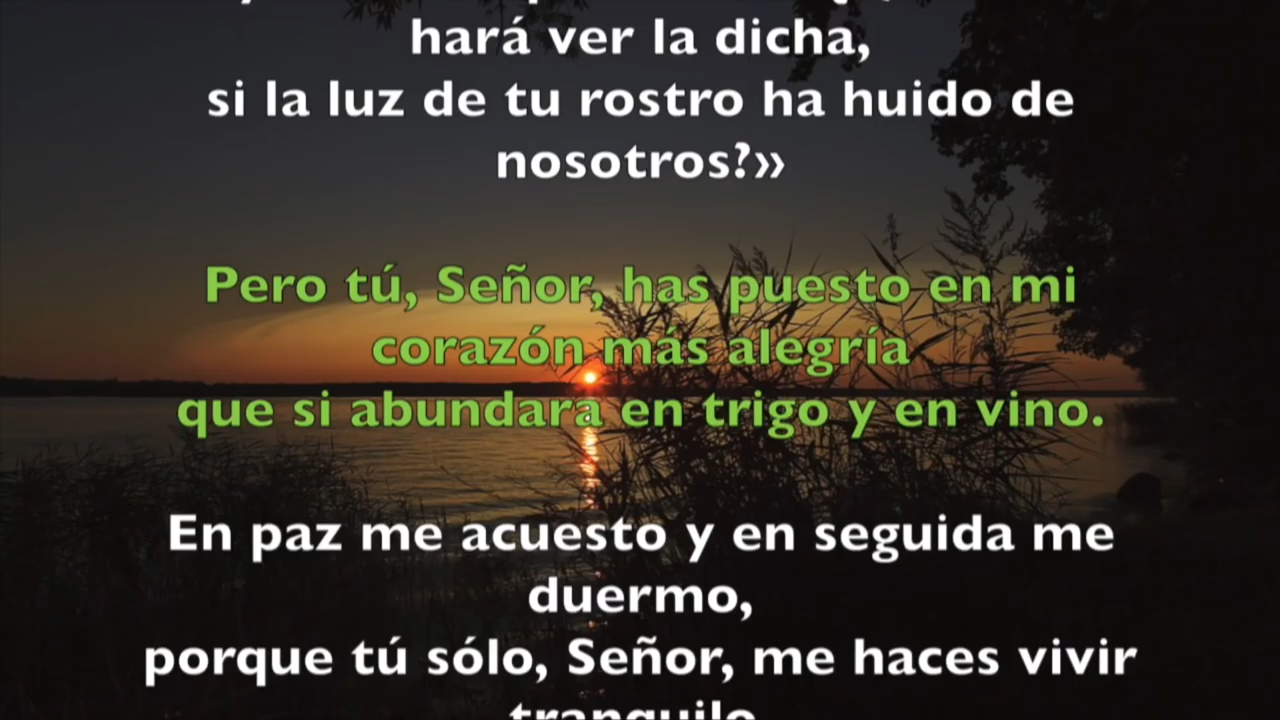 hará ver la dicha,
si la luz de tu rostro ha huido de
nosotros?»
Pero tú, Señor, has puesto en mi
corazón más alegría
que si abundara en trigo y en vino.
En paz me acuesto y en seguida me
duermo,
porque tú sólo, Señor, me haces vivir
tranquilo